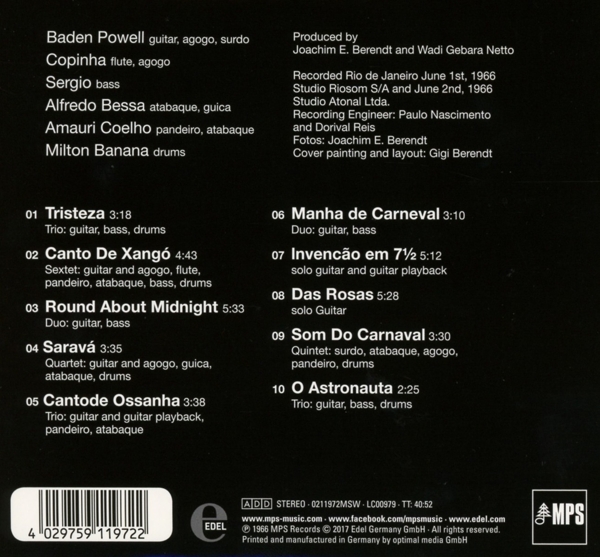 Baden Powell guitar, agogo, surdo
Copinha flute, agogo
Sergio bass
Alfredo Bessa atabaque, guica
Amauri Coelho pandeiro, atabaque
Milton Banana drums
Produced by
Joachim E. Berendt and Wadi Gebara Netto
Recorded Rio de Janeiro June 1st, 1966
Studio Riosom S/A and June 2nd, 1966
Studio Atonal Ltda.
Recording Engineer: Paulo Nascimento
and Dorival Reis
Fotos: Joachim E. Berendt
Cover painting and layout: Gigi Berendt
01 Tristeza 3:18
Trio: guitar, bass, drums
02 Canto De Xangó 4:43
Sextet: guitar and agogo, flute,
pandeiro, atabaque, bass, drums
03 Round About Midnight 5:33
Duo: guitar, bass
04 Saravá 3:35
Quartet: guitar and agogo, guica,
atabaque, drums
05 Cantode Ossanha 3:38
Trio: guitar and guitar playback,
pandeiro, atabaque
06 Manha de Carneval 3:10
Duo: guitar, bass
07 Invencão em 7½ 5:12
solo guitar and guitar playback
08 Das Rosas 5:28
solo Guitar
09 Som Do Carnaval 3:30
Quintet: surdo, atabaque, agogo,
pandeiro, drums
10 O Astronauta 2:25
Trio: guitar, bass, drums
4 029759 119722
e EDEL
ADD STEREO · 0211972MSW · LC00979 · TT: 40:52
www.mps-music.com · www.facebook.com/mpsmusic · www.edel.com
℗ 1966 MPS Records © 2017 Edel Germany GmbH · All Rights Reserved
Printed and manufactured in Germany by optimal media GmbH
MPS